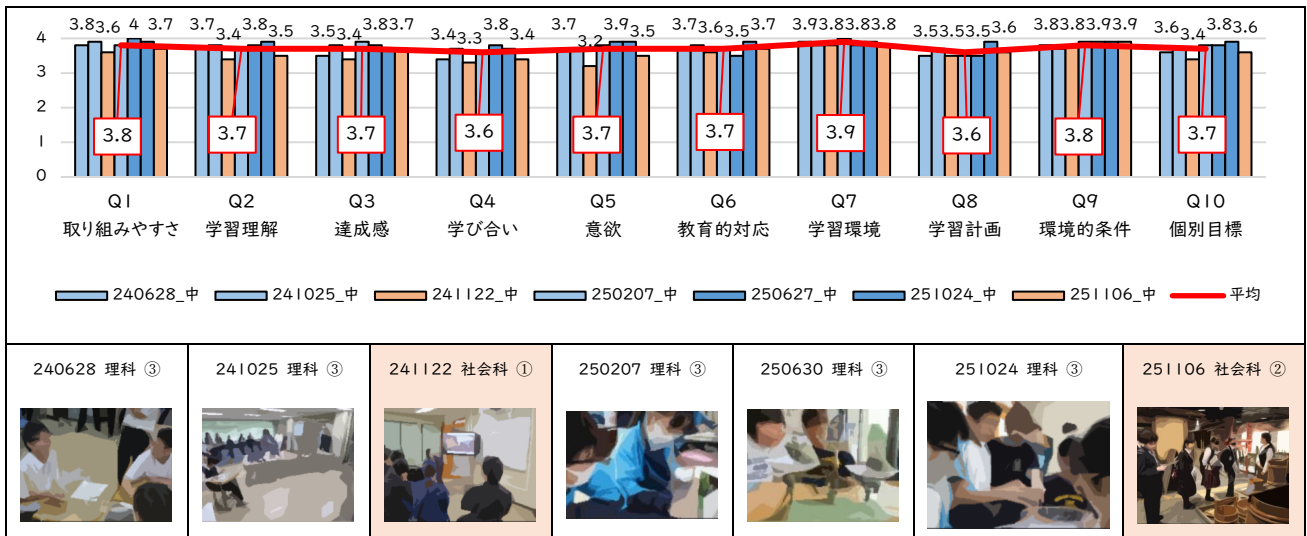 3.8 3.6 4 3.7 3.7 3.4 3.8 3.5 3.5 3.4 3.8 3.7 3.4 3.3 3.8 3.4 3.7 3.2 3.9 3.5 3.7 3.6 3.5 3.7 3.9 3.8 3.8 3.8 3.5 3.5 3.5 3.6 3.8 3.8 3.9 3.9 3.6 3.4 3.8 3.6
4
3
2
1
0
3.8 3.7 3.7 3.6 3.7 3.7 3.9 3.6 3.8 3.7
Q1 Q2 Q3 Q4 Q5 Q6 Q7 Q8 Q9 Q10
取り組みやすさ 学習理解 達成感 学び合い 意欲 教育的対応 学習環境 学習計画 環境的条件 個別目標
240628_中 241025_中 241122_中 250207_中 250627_中 251024_中 251106_中 平均
240628 理科 ③ 241025 理科 ③ 241122 社会科 ① 250207 理科 ③ 250630 理科 ③ 251024 理科 ③ 251106 社会科 ②